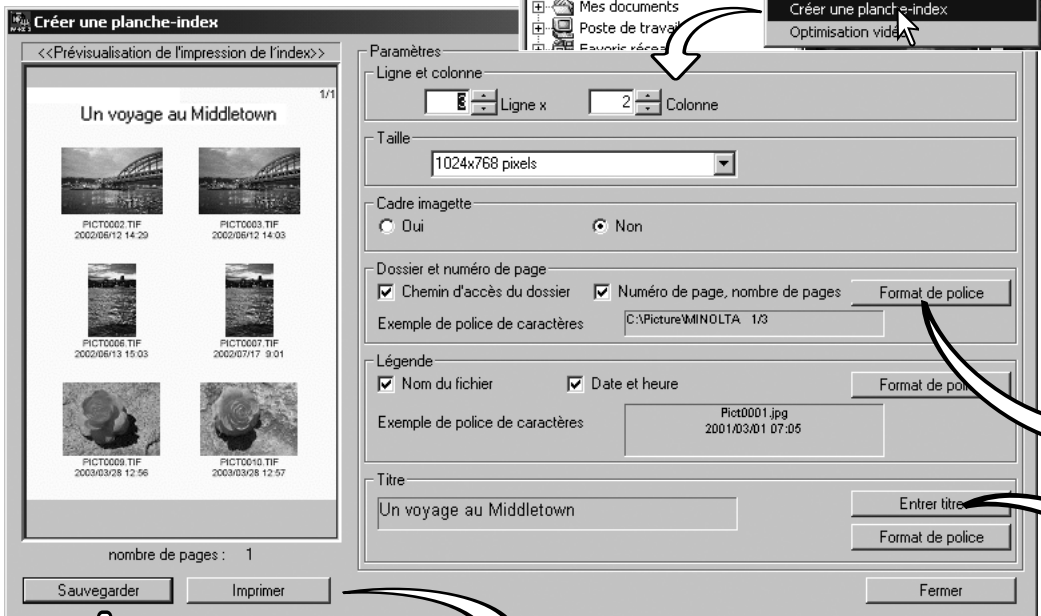 Mes documents
Poste de travail
Créer une planche-index
Optimisation vidéo
Créer une planche-index
<<Prévisualisation de l'impression de l'index>>
1/1
Un voyage au Middletown
PICT0002.TIF
2002/06/12 14:29
PICT0003.TIF
2002/06/12 14:03
PICT0006.TIF
2002/06/13 15:03
PICT0007.TIF
2002/07/17 9:01
PICT0009.TIF
2003/03/28 12:56
PICT0010.TIF
2003/03/28 12:57
nombre de pages : 1
Sauvegarder
Imprimer
Paramètres
Ligne et colonne
3 Ligne x 2 Colonne
Taille
1024x768 pixels
Cadre imagette
Oui Non
Dossier et numéro de page
Chemin d'accès du dossier Numéro de page, nombre de pages Format de police
Exemple de police de caractères C:\Picture\MINOLTA 1/3
Légende
Nom du fichier Date et heure Format de police
Exemple de police de caractères
Pict0001.jpg
2001/03/01 07:05
Titre
Un voyage au Middletown
Entrer titre
Format de police
Fermer